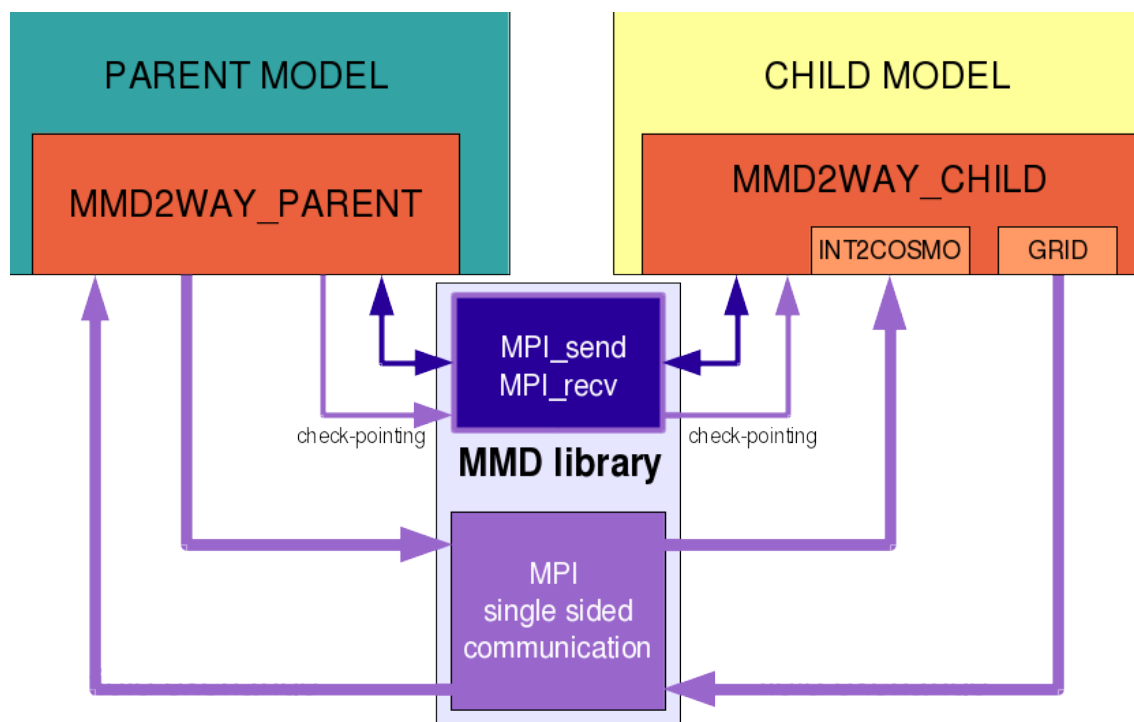 PARENT MODEL
CHILD MODEL
MMD2WAY_PARENT
MMD2WAY_CHILD
INT2COSMO
GRID
MPI_send
MPI_recv
check-pointing
check-pointing
MMD library
MPI
single sided
communication